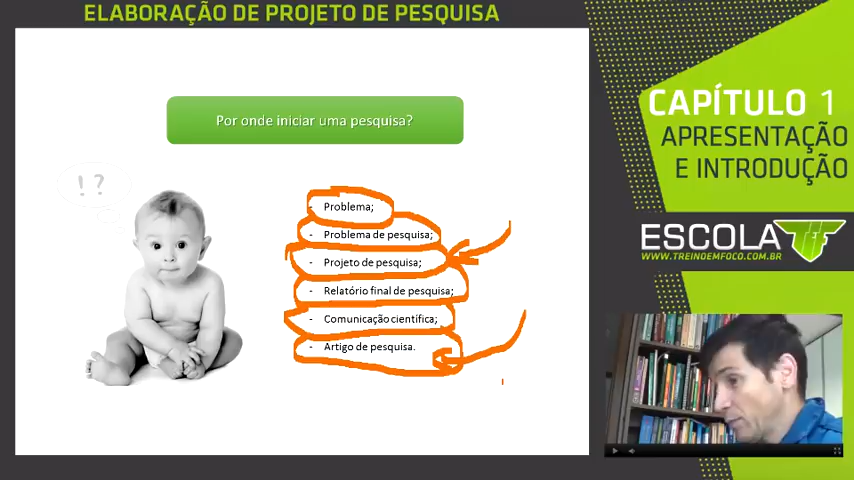 ELABORAÇÃO DE PROJETO DE PESQUISA
Por onde iniciar uma pesquisa?
! ?
- Problema;
- Problema de pesquisa;
- Projeto de pesquisa;
- Relatório final de pesquisa;
- Comunicação científica;
- Artigo de pesquisa.
CAPÍTULO 1
APRESENTAÇÃO
E INTRODUÇÃO
ESCOLA TIF
WWW.TREINOEMFOCO.COM.BR